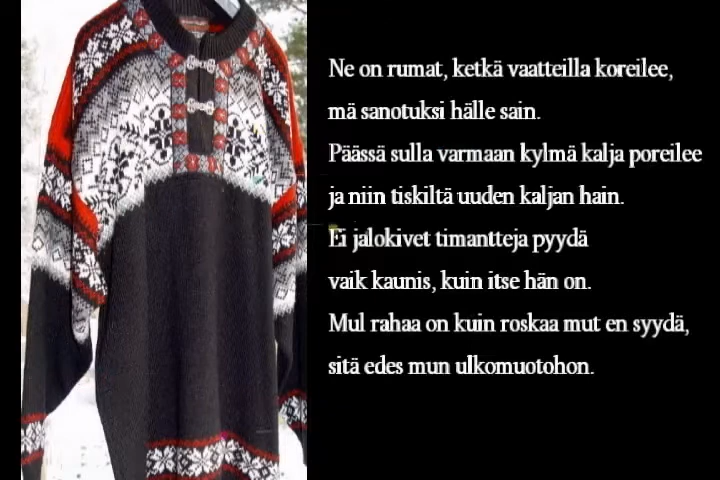 Ne on rumat, ketkä vaatteilla koreilee,
mä sanotuksi hälle sain.
Päässä sulla varmaan kylmä kalja poreilee
ja niin tiskiltä uuden kaljan hain.
Ei jalokivet timantteja pyydä
vaik kaunis, kuin itse hän on.
Mul rahaa on kuin roskaa mut en syydä,
sitä edes mun ulkomuotohon.